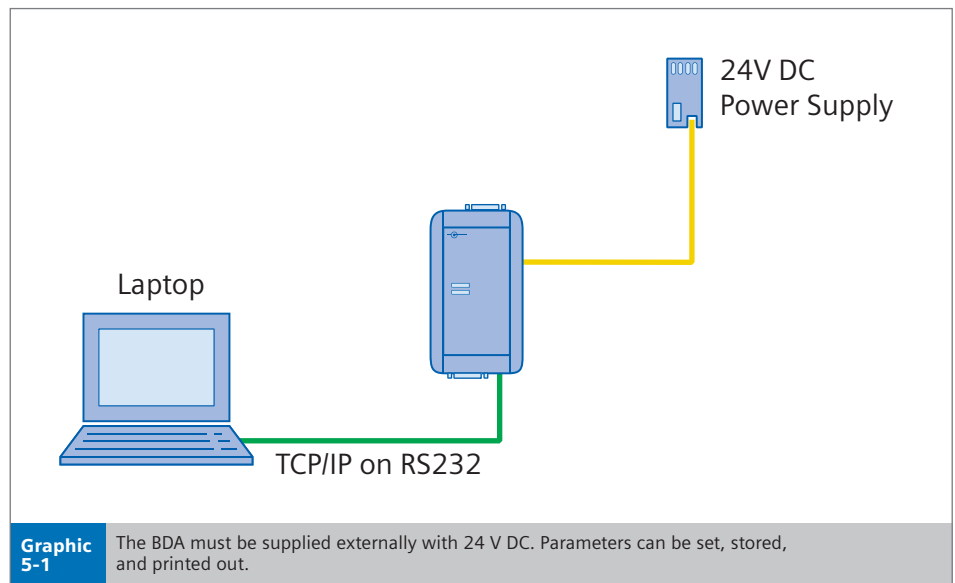 24V DC
Power Supply
Laptop
TCP/IP on RS232
Graphic
5-1
The BDA must be supplied externally with 24 V DC. Parameters can be set, stored,
and printed out.